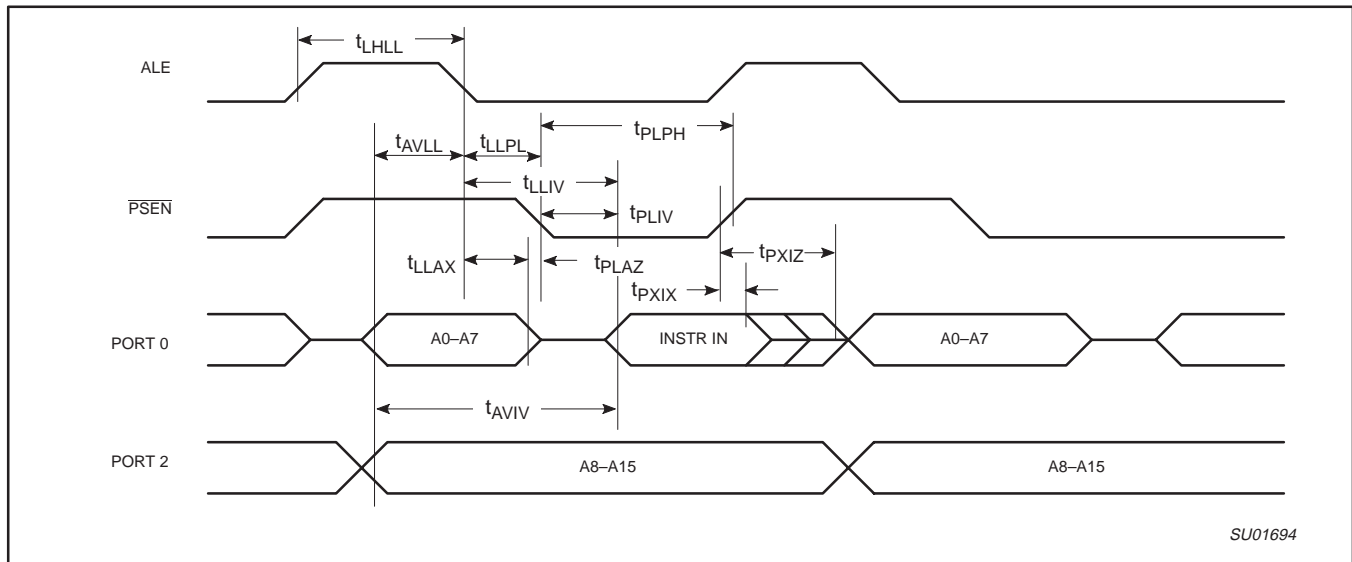 tLHLL
ALE
tPLPH
tAVLL tLLPL
tLLIV
PSEN
tPLIV
tLLAX tPLAZ tPXIZ
tPXIX
PORT 0 A0–A7 INSTR IN A0–A7
tAVIV
PORT 2 A8–A15 A8–A15
SU01694